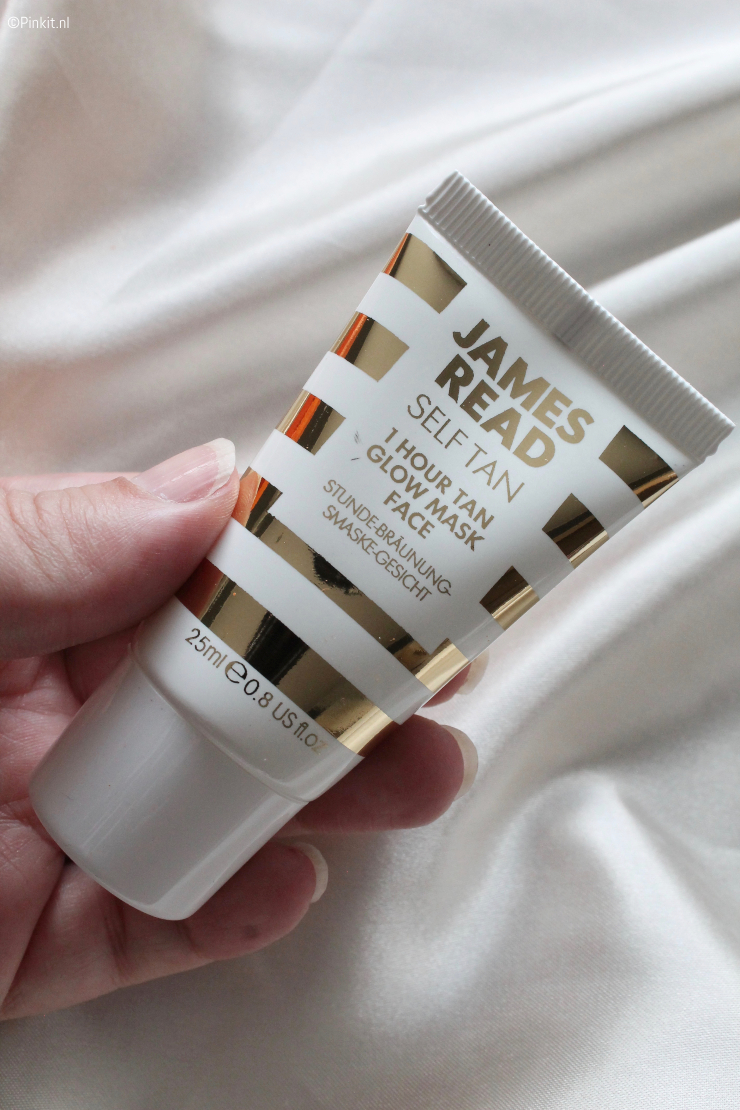 ©Pinkit.nl
JAMES
READ
SELF TAN
1 HOUR TAN
GLOW MASK
FACE
STUNDE-BRÄUNUNG-
SMASKE-GESICHT
25ml ℮ 0.8 US fl.oz